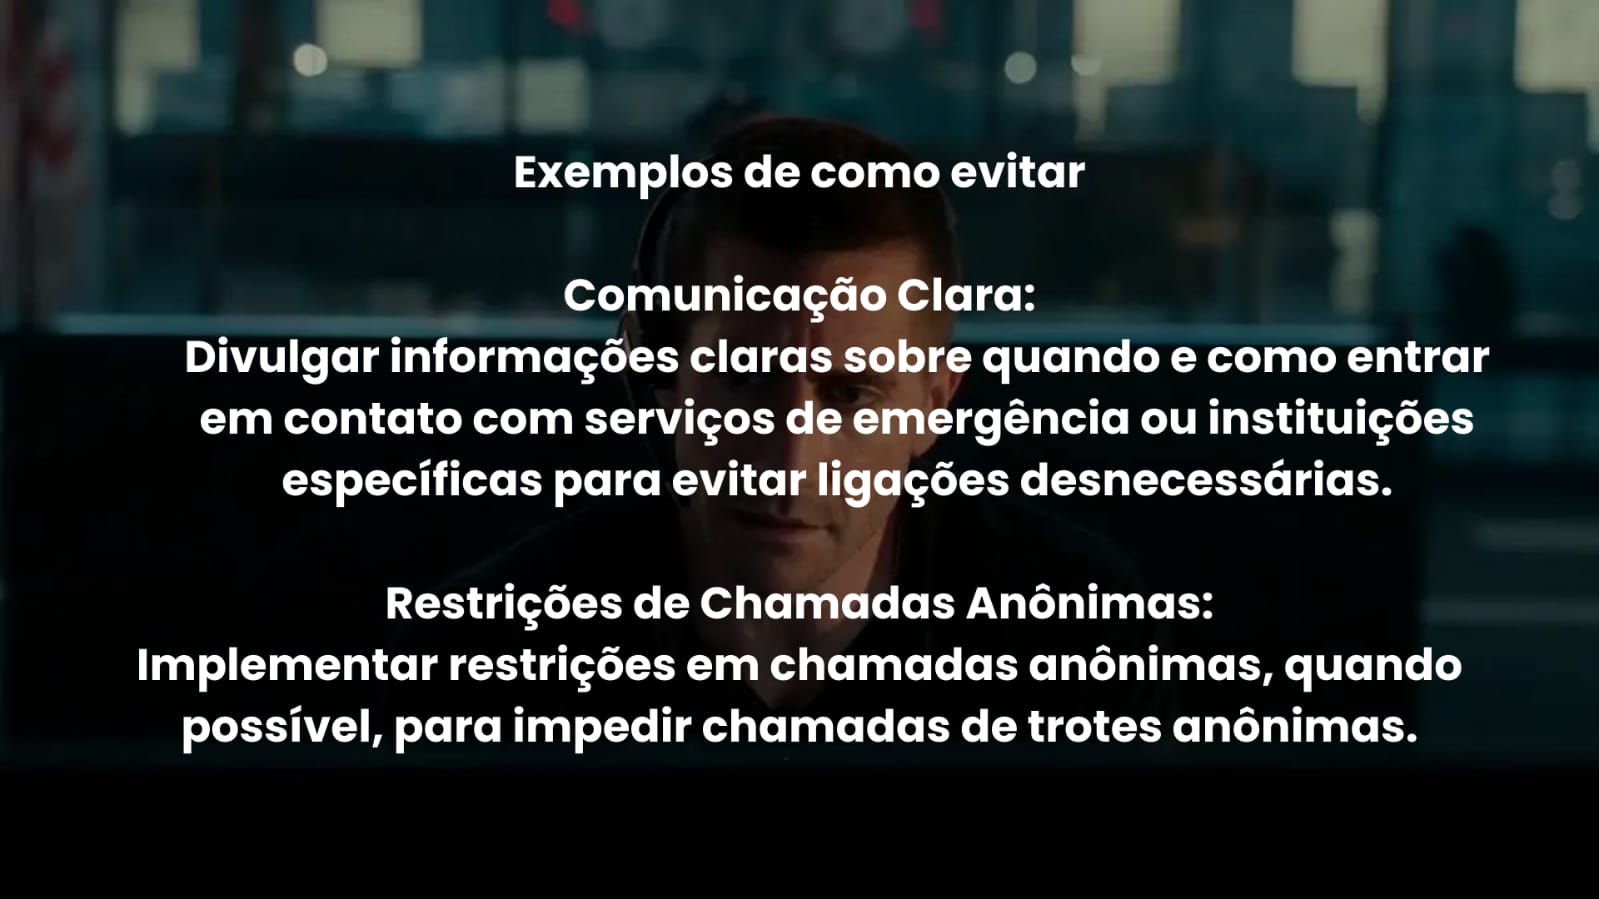 Exemplos de como evitar
Comunicação Clara:
Divulgar informações claras sobre quando e como entrar
em contato com serviços de emergência ou instituições
específicas para evitar ligações desnecessárias.
Restrições de Chamadas Anônimas:
Implementar restrições em chamadas anônimas, quando
possível, para impedir chamadas de trotes anônimas.